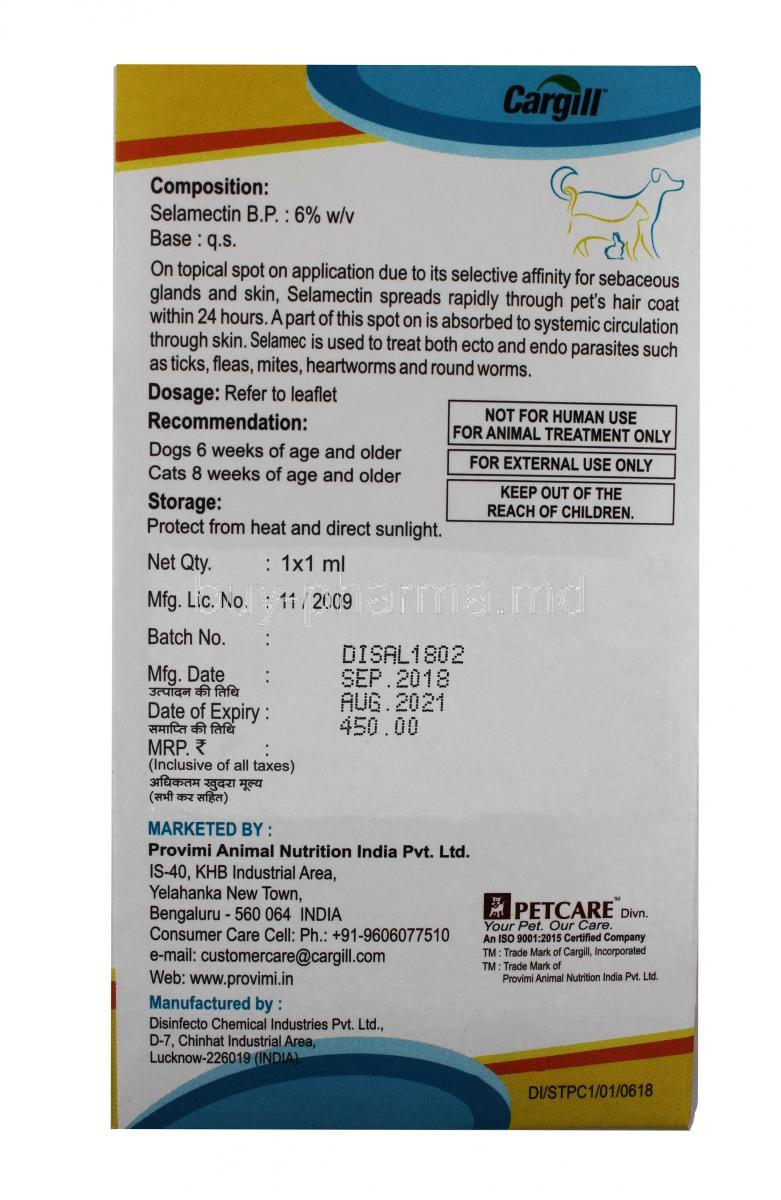 Cargill™
Composition:
Selamectin B.P. : 6% w/v
Base : q.s.
On topical spot on application due to its selective affinity for sebaceous
glands and skin, Selamectin spreads rapidly through pet's hair coat
within 24 hours. A part of this spot on is absorbed to systemic circulation
through skin. Selamec is used to treat both ecto and endo parasites such
as ticks, fleas, mites, heartworms and round worms.
Dosage: Refer to leaflet
Recommendation:
Dogs 6 weeks of age and older
Cats 8 weeks of age and older
NOT FOR HUMAN USE
FOR ANIMAL TREATMENT ONLY
FOR EXTERNAL USE ONLY
KEEP OUT OF THE
REACH OF CHILDREN.
Storage:
Protect from heat and direct sunlight.
Net Qty. : 1x1 ml
buy-pharma.md
Mfg. Lic. No. : 11 / 2009
Batch No. : DISAL1802
Mfg. Date : SEP.2018
उत्पादन की तिथि
Date of Expiry : AUG.2021
समाप्ति की तिथि
MRP. ₹ : 450.00
(Inclusive of all taxes)
अधिकतम खुदरा मूल्य
(सभी कर सहित)
MARKETED BY :
Provimi Animal Nutrition India Pvt. Ltd.
IS-40, KHB Industrial Area,
Yelahanka New Town,
Bengaluru - 560 064 INDIA
Consumer Care Cell: Ph.: +91-9606077510
e-mail: customercare@cargill.com
Web: www.provimi.in
PETCARE™ Divn.
Your Pet. Our Care.
An ISO 9001:2015 Certified Company
TM : Trade Mark of Cargill, Incorporated
TM : Trade Mark of
Provimi Animal Nutrition India Pvt. Ltd.
Manufactured by :
Disinfecto Chemical Industries Pvt. Ltd.,
D-7, Chinhat Industrial Area,
Lucknow-226019 (INDIA).
DI/STPC1/01/0618